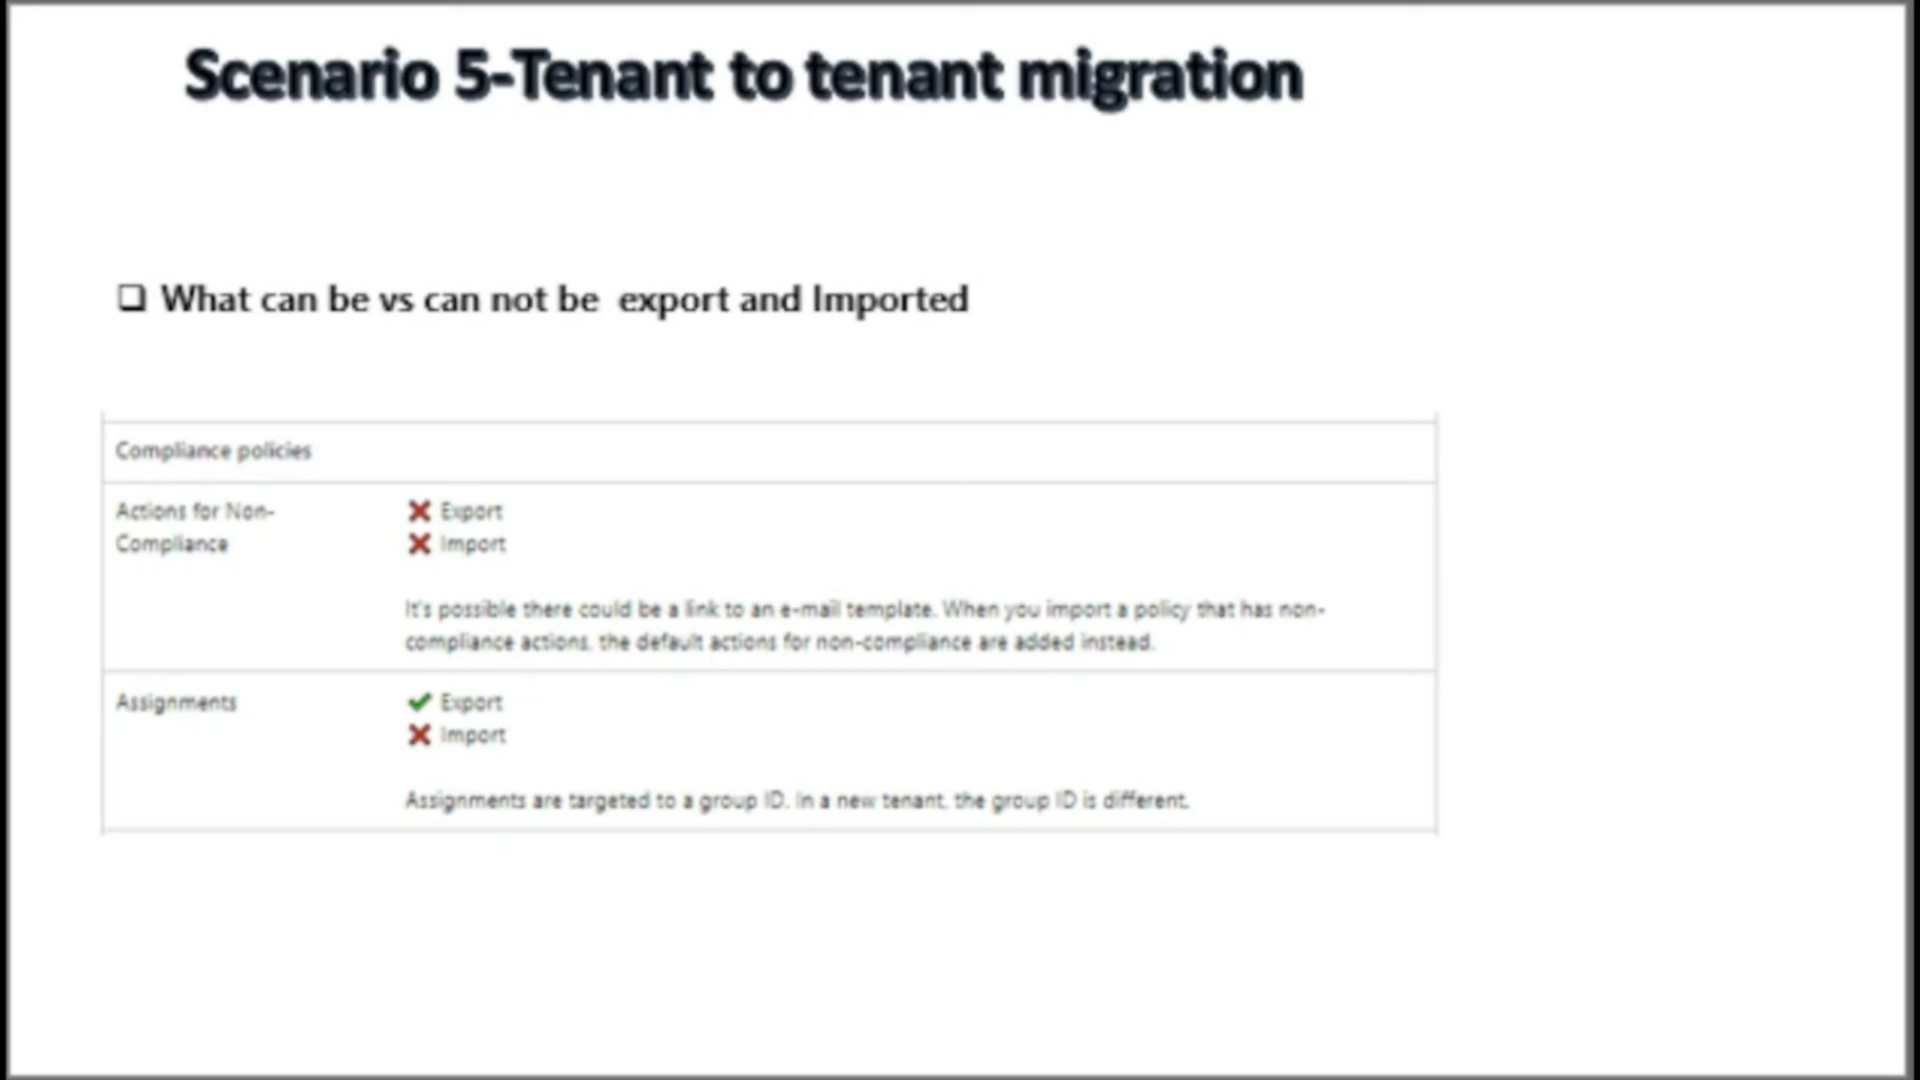 Scenario 5-Tenant to tenant migration
What can be vs can not be export and Imported
Compliance policies
Actions for Non-
Compliance
Export
Import
It's possible there could be a link to an e-mail template. When you import a policy that has non-
compliance actions, the default actions for non-compliance are added instead.
Assignments
Export
Import
Assignments are targeted to a group ID. In a new tenant, the group ID is different.